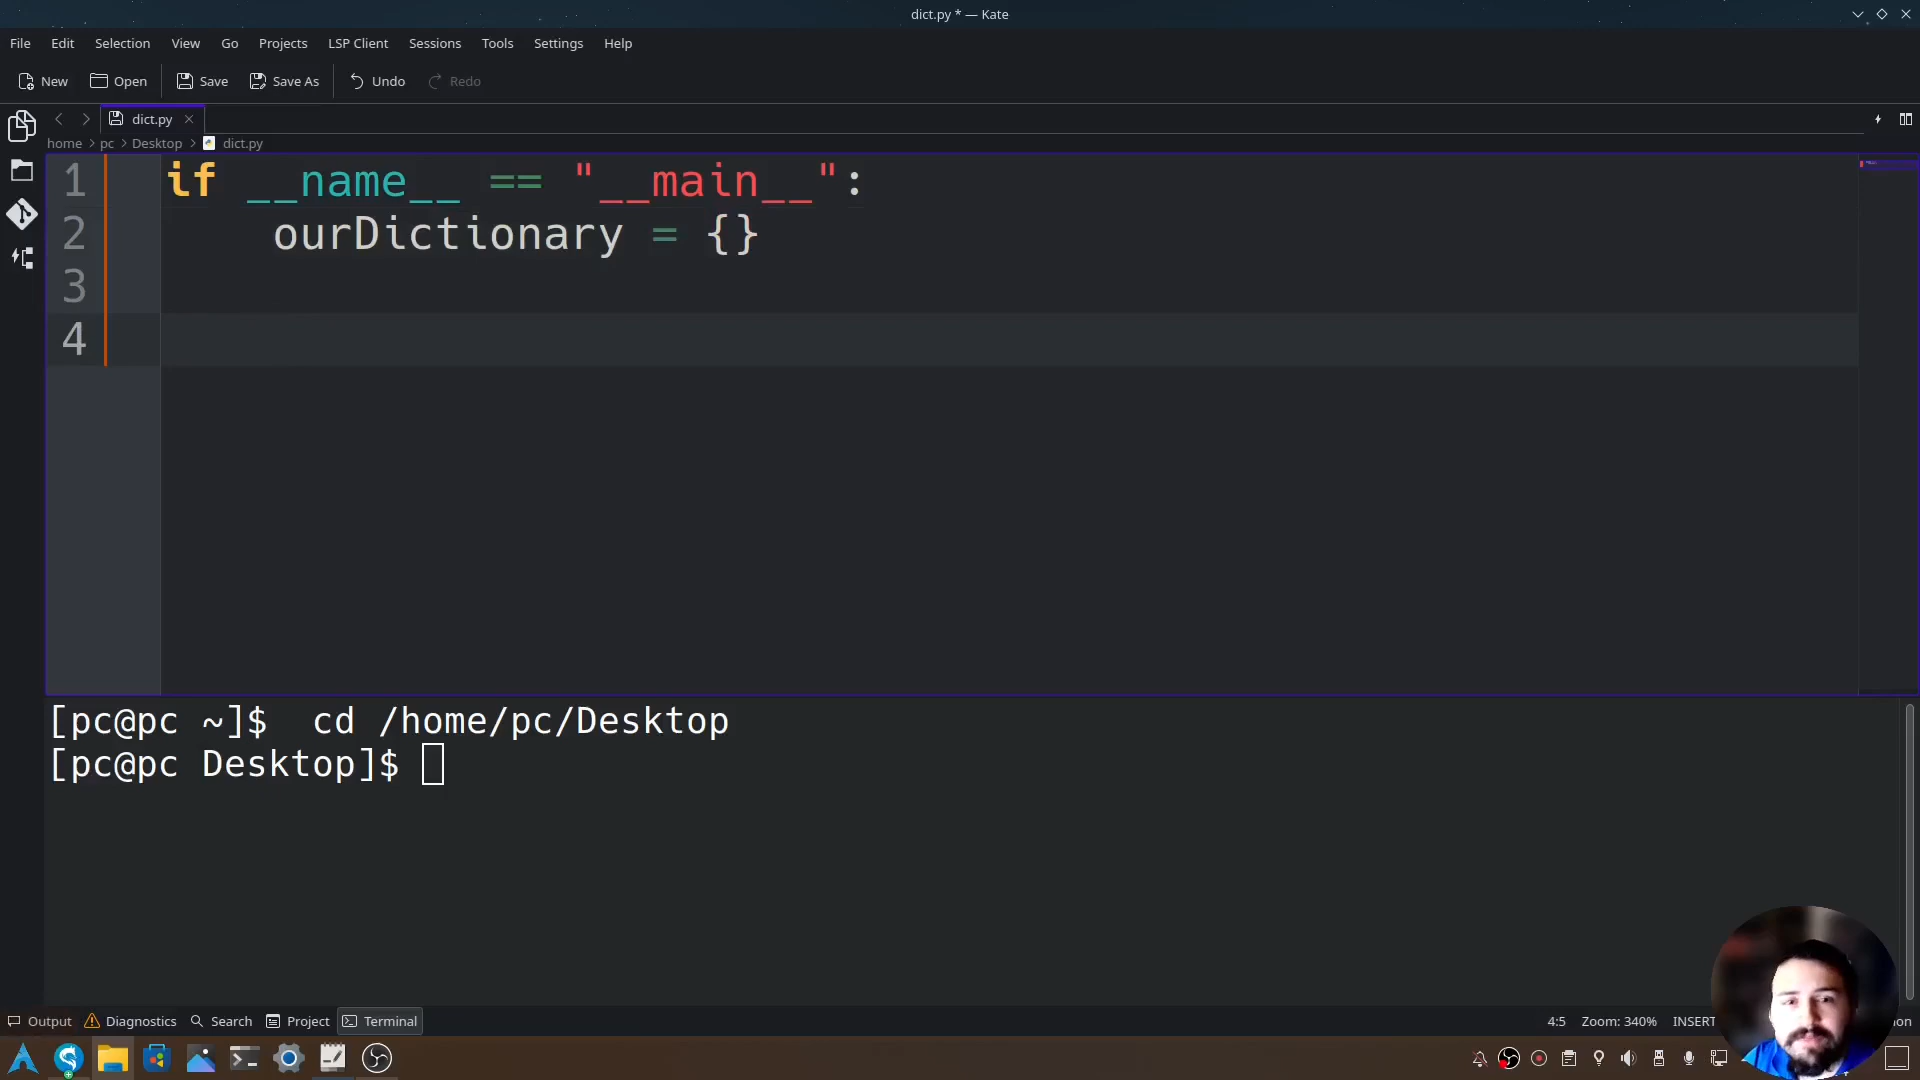 dict.py * — Kate
File Edit Selection View Go Projects LSP Client Sessions Tools Settings Help
New Open Save Save As Undo Redo
dict.py
home > pc > Desktop > dict.py
1 if __name__ == "__main__":
2 ourDictionary = {}
3
4
[pc@pc ~]$  cd /home/pc/Desktop
[pc@pc Desktop]$
Output Diagnostics Search Project Terminal 4:5 Zoom: 340% INSERT